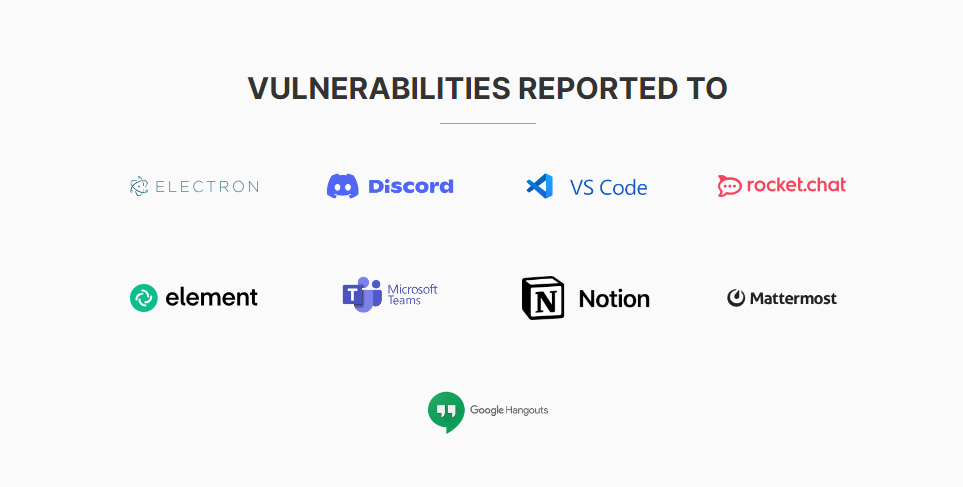 VULNERABILITIES REPORTED TO
ELECTRON
Discord
VS Code
rocket.chat
element
Microsoft
Teams
Notion
Mattermost
Google Hangouts